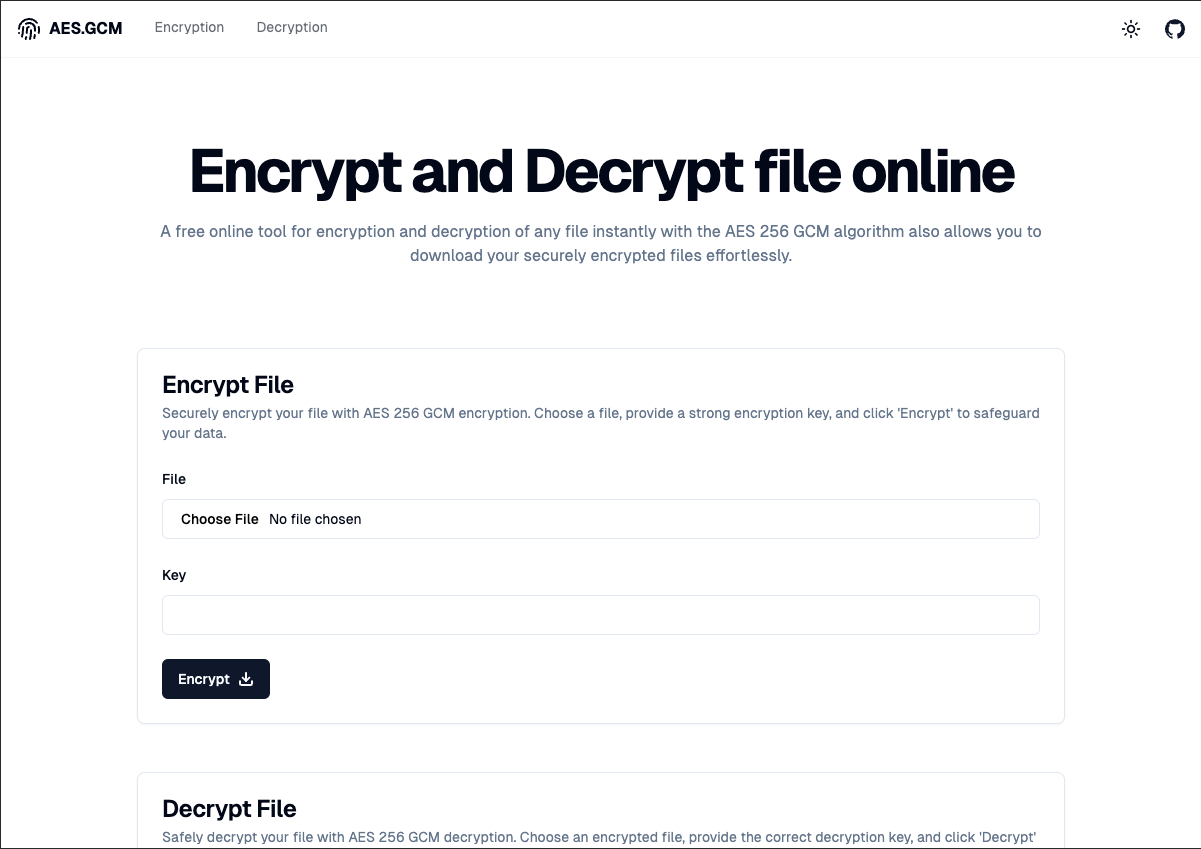 AES.GCM
Encryption
Decryption
Encrypt and Decrypt file online
A free online tool for encryption and decryption of any file instantly with the AES 256 GCM algorithm also allows you to
download your securely encrypted files effortlessly.
Encrypt File
Securely encrypt your file with AES 256 GCM encryption. Choose a file, provide a strong encryption key, and click 'Encrypt' to safeguard
your data.
File
Choose File No file chosen
Key
Encrypt
Decrypt File
Safely decrypt your file with AES 256 GCM decryption. Choose an encrypted file, provide the correct decryption key, and click 'Decrypt'